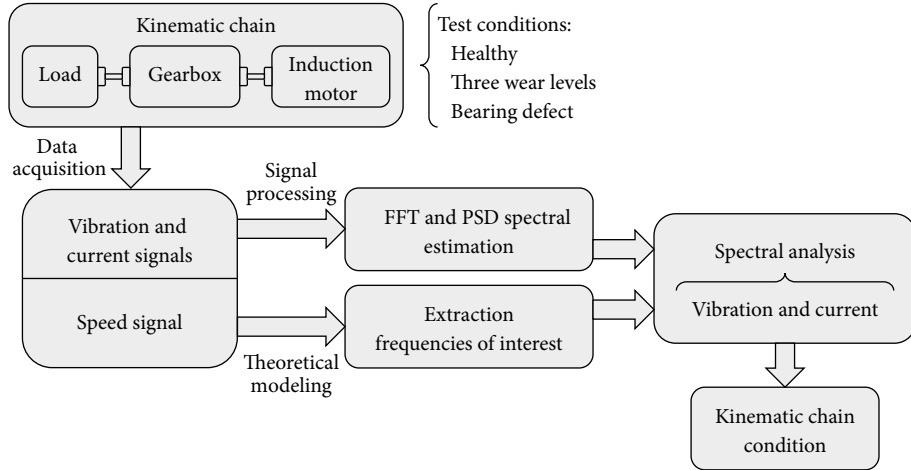 Kinematic chain
Load
Gearbox
Induction
motor
Test conditions:
Healthy
Three wear levels
Bearing defect
Data
acquisition
Signal
processing
Vibration and
current signals
Speed signal
Theoretical
modeling
FFT and PSD spectral
estimation
Extraction
frequencies of interest
Spectral analysis
Vibration and current
Kinematic chain
condition